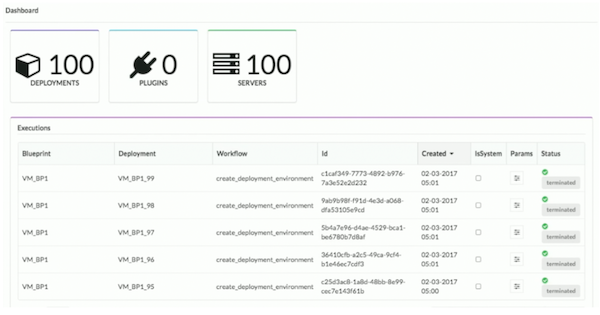 Dashboard
100
DEPLOYMENTS
0
PLUGINS
100
SERVERS
Executions
Blueprint Deployment Workflow Id Created IsSystem Params Status
VM_BP1 VM_BP1_99 create_deployment_environment c1caf349-7773-4892-b976-7a3e52e2d232 02-03-2017 05:01 terminated
VM_BP1 VM_BP1_98 create_deployment_environment 9ab9b98f-f91d-4e3d-a068-dfa53105e9cd 02-03-2017 05:01 terminated
VM_BP1 VM_BP1_97 create_deployment_environment 5b4a7e96-d4ae-4529-bca1-be6780b7d8af 02-03-2017 05:01 terminated
VM_BP1 VM_BP1_96 create_deployment_environment 36410cfb-a2c5-49ca-9cf4-b1e46ec7cdf3 02-03-2017 05:01 terminated
VM_BP1 VM_BP1_95 create_deployment_environment c25d3ac8-1a8d-48bb-8e99-cec7e143f61b 02-03-2017 05:00 terminated